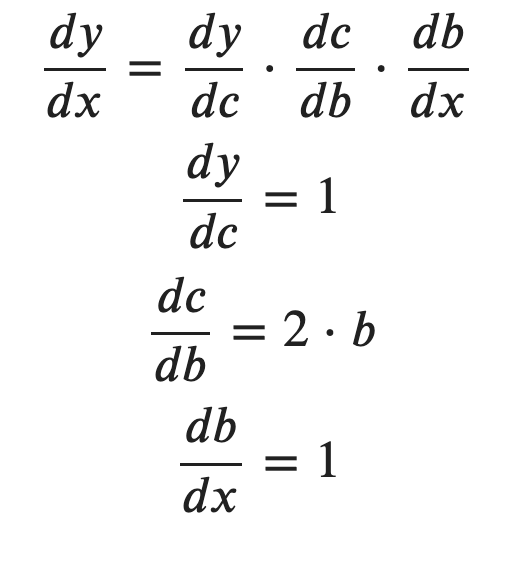 dy/dx = dy/dc · dc/db · db/dx
dy/dc = 1
dc/db = 2 · b
db/dx = 1